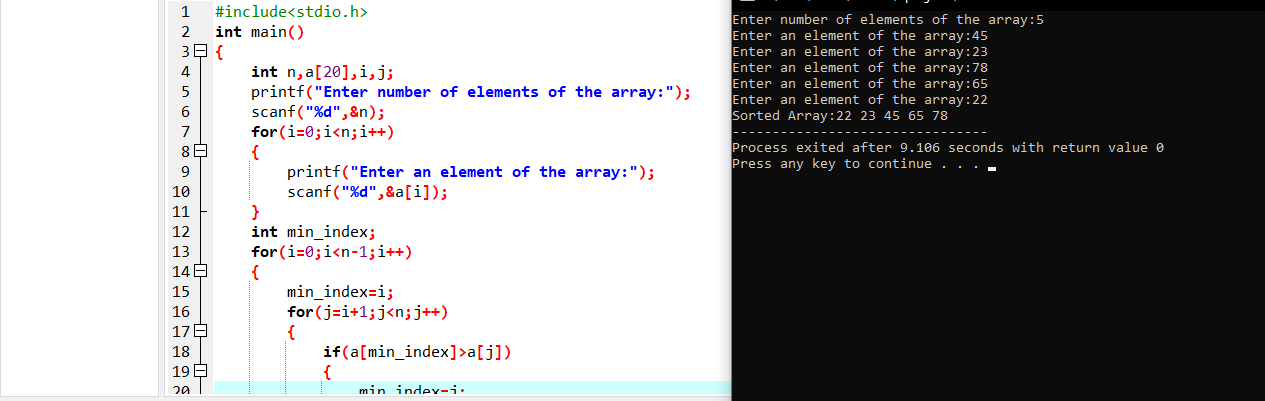 1 #include<stdio.h>
2 int main()
3 {
4 int n,a[20],i,j;
5 printf("Enter number of elements of the array:");
6 scanf("%d",&n);
7 for(i=0;i<n;i++)
8 {
9 printf("Enter an element of the array:");
10 scanf("%d",&a[i]);
11 }
12 int min_index;
13 for(i=0;i<n-1;i++)
14 {
15 min_index=i;
16 for(j=i+1;j<n;j++)
17 {
18 if(a[min_index]>a[j])
19 {
20 min_index=j;
Enter number of elements of the array:5
Enter an element of the array:45
Enter an element of the array:23
Enter an element of the array:78
Enter an element of the array:65
Enter an element of the array:22
Sorted Array:22 23 45 65 78
--------------------------------
Process exited after 9.106 seconds with return value 0
Press any key to continue . . .